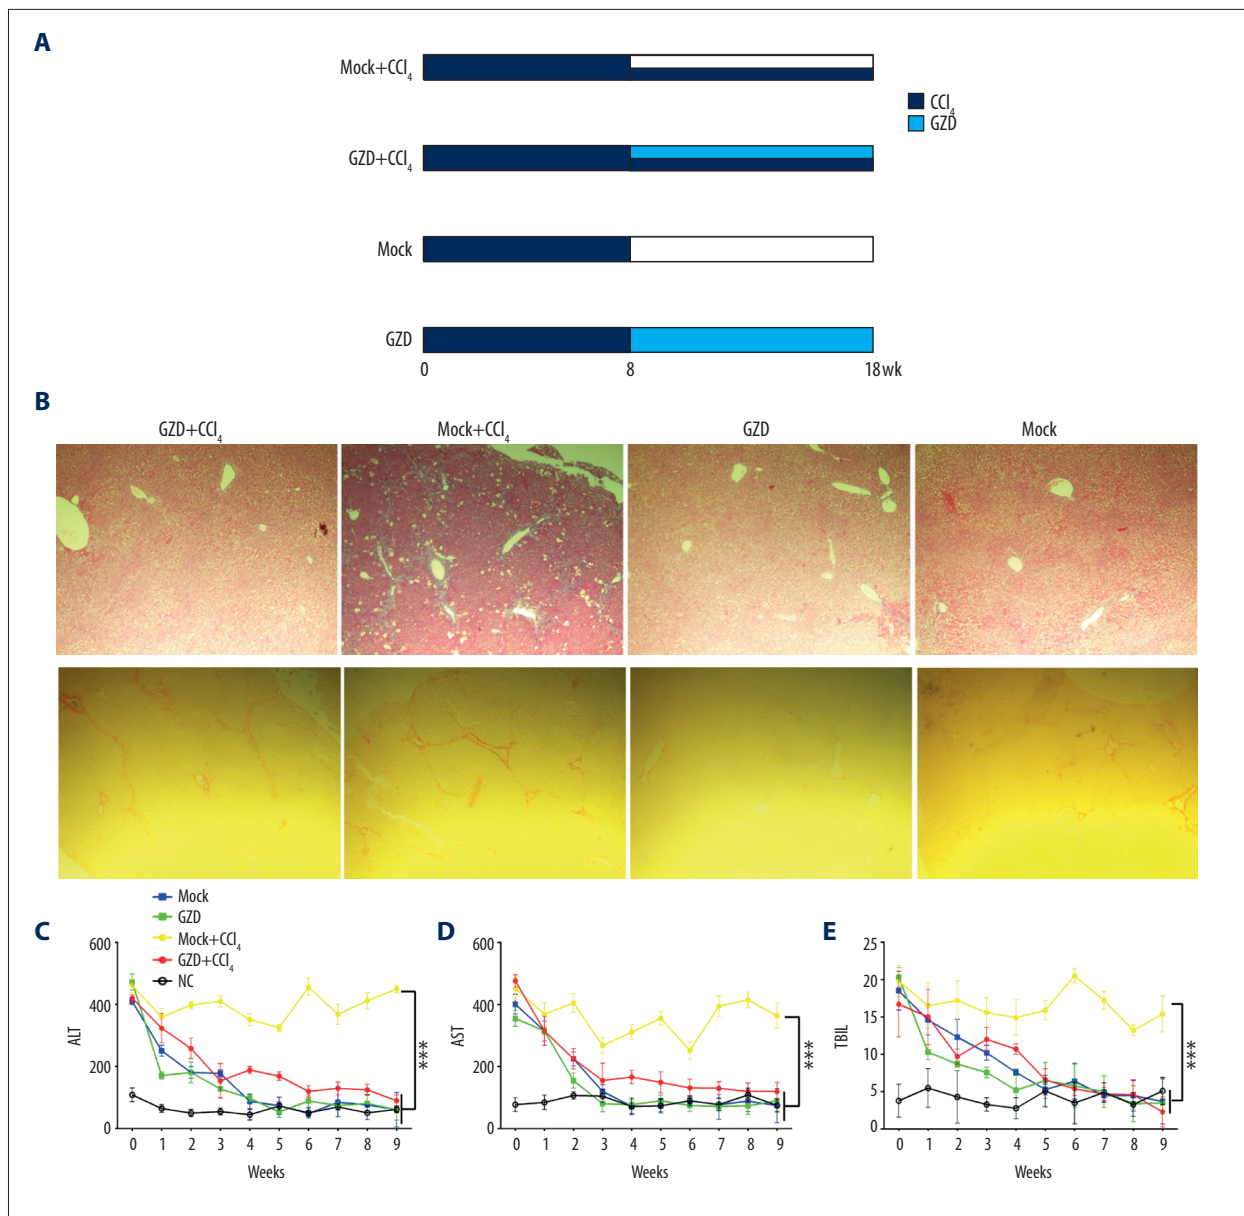 A
Mock+CCl4
CCl4
GZD
GZD+CCl4
Mock
GZD
0 8 18wk
B
GZD+CCl4 Mock+CCl4 GZD Mock
Mock
GZD
Mock+CCl4
GZD+CCl4
NC
C
600
400
200
0
ALT
***
0 1 2 3 4 5 6 7 8 9
Weeks
D
600
400
200
0
AST
***
0 1 2 3 4 5 6 7 8 9
Weeks
E
25
20
15
10
5
0
TBIL
***
0 1 2 3 4 5 6 7 8 9
Weeks